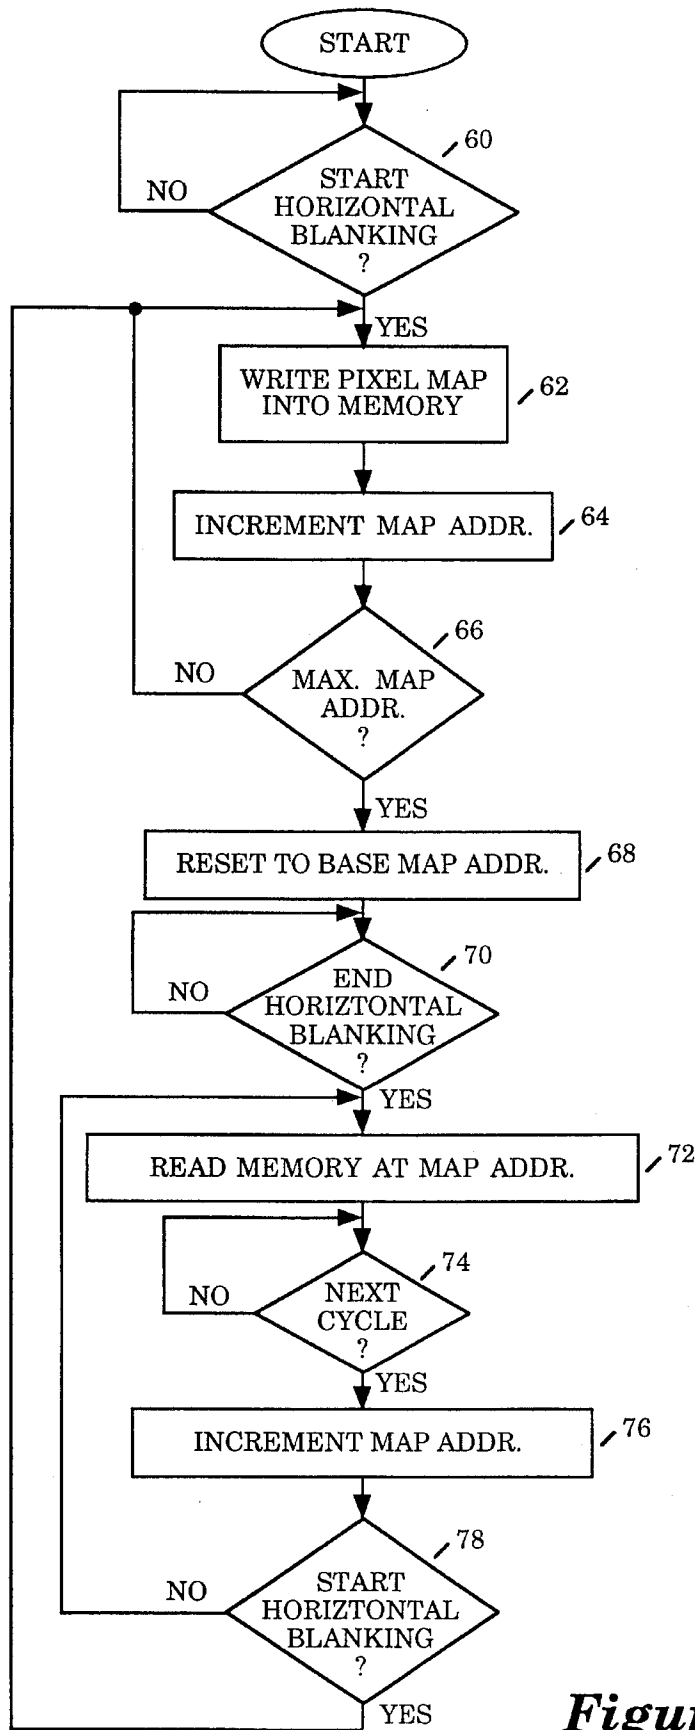 START
60
START
HORIZONTAL
BLANKING
?
NO
YES
WRITE PIXEL MAP
INTO MEMORY
62
INCREMENT MAP ADDR.
64
66
NO
MAX. MAP
ADDR.
?
YES
RESET TO BASE MAP ADDR.
68
70
END
HORIZTONTAL
BLANKING
?
NO
YES
READ MEMORY AT MAP ADDR.
72
74
NO
NEXT
CYCLE
?
YES
INCREMENT MAP ADDR.
76
78
NO
START
HORIZTONTAL
BLANKING
?
YES
Figur